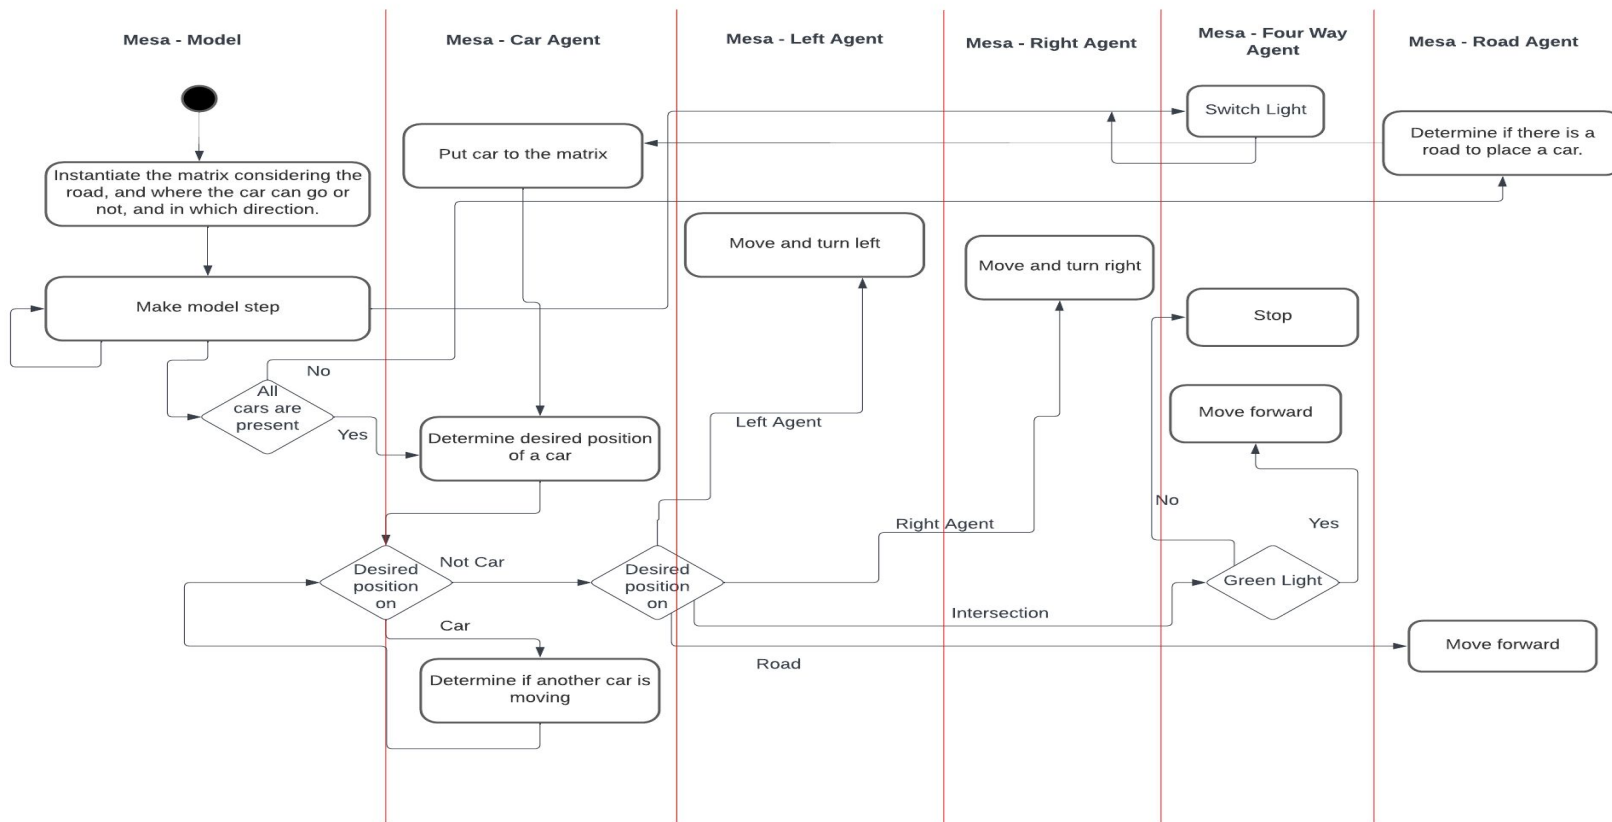 Mesa - Model
Mesa - Car Agent
Mesa - Left Agent
Mesa - Right Agent
Mesa - Four Way
Agent
Mesa - Road Agent
Switch Light
Determine if there is a
road to place a car.
Put car to the matrix
Instantiate the matrix considering the
road, and where the car can go or
not, and in which direction.
Move and turn left
Move and turn right
Make model step
Stop
No
All
cars are
present
Yes
Move forward
Left Agent
Determine desired position
of a car
No
Yes
Right Agent
Not Car
Desired
position
on
Desired
position
on
Green Light
Intersection
Car
Road
Move forward
Determine if another car is
moving